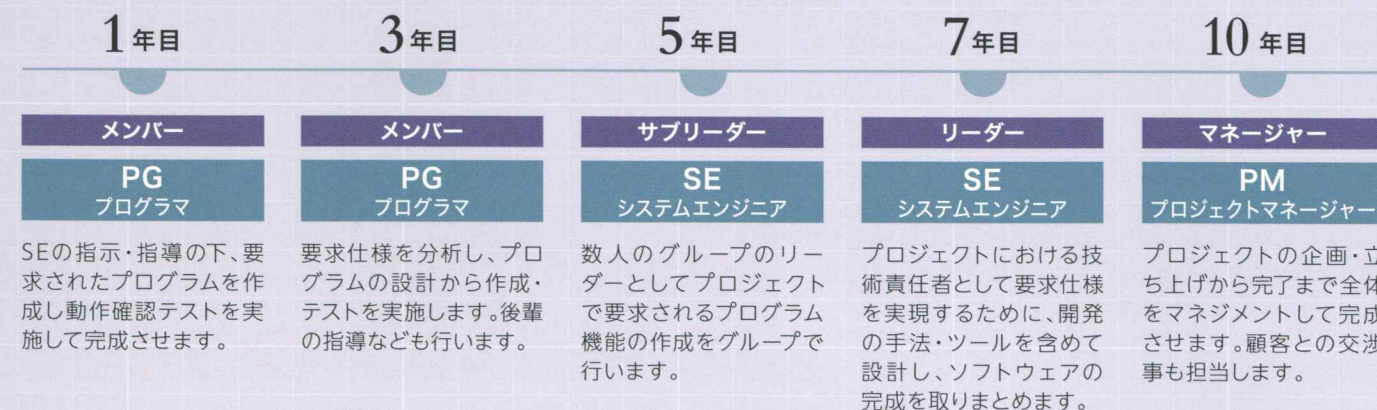 1年目
3年目
5年目
7年目
10年目
メンバー
PG
プログラマ
SEの指示・指導の下、要
求されたプログラムを作
成し動作確認テストを実
施して完成させます。
メンバー
PG
プログラマ
要求仕様を分析し、プロ
グラムの設計から作成・
テストを実施します。後輩
の指導なども行います。
サブリーダー
SE
システムエンジニア
数人のグループのリー
ダーとしてプロジェクト
で要求されるプログラム
機能の作成をグループで
行います。
リーダー
SE
システムエンジニア
プロジェクトにおける技
術責任者として要求仕様
を実現するために、開発
の手法・ツールを含めて
設計し、ソフトウェアの
完成を取りまとめます。
マネージャー
PM
プロジェクトマネージャー
プロジェクトの企画・立
ち上げから完了まで全体
をマネジメントして完成
させます。顧客との交渉
事も担当します。